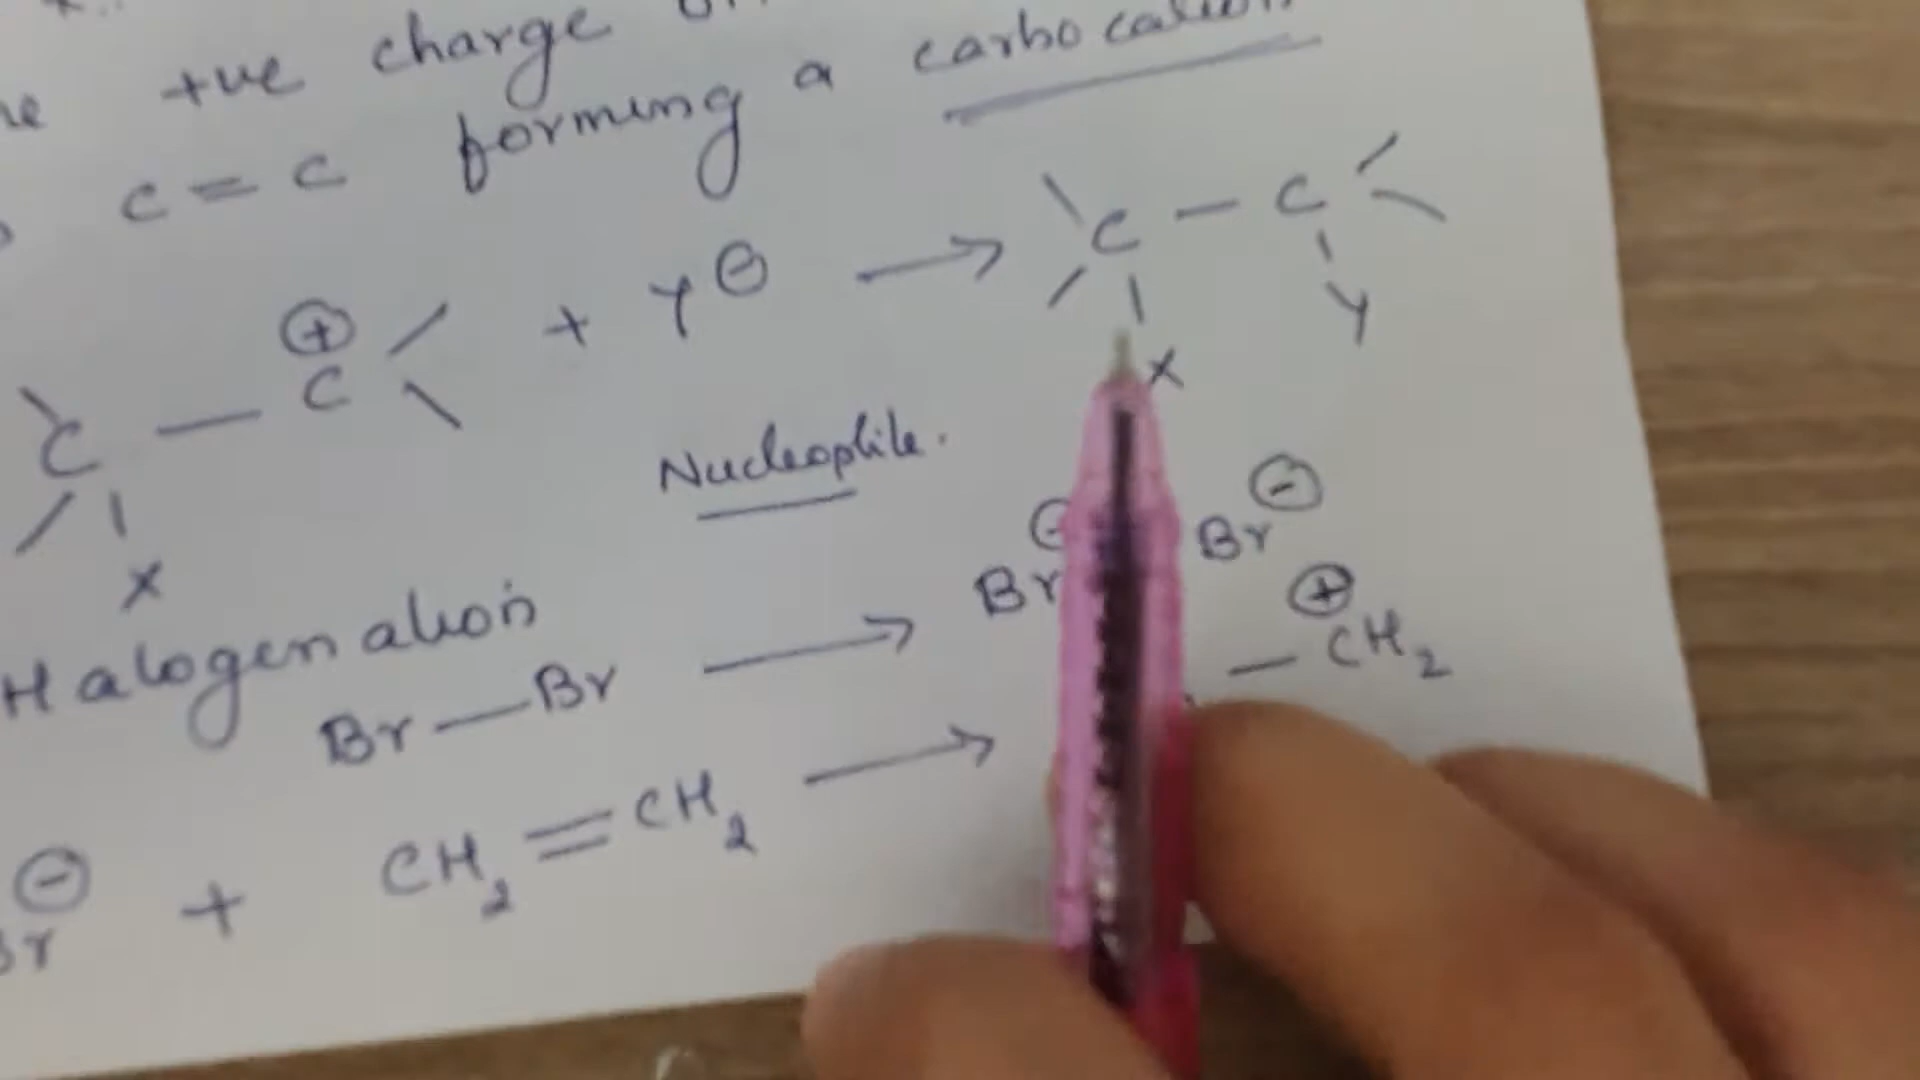 +ve charge
C = C forming a carbocation
C — C
Y
X
C — C⊕ + Y⊖ →
X
Nucleophile.
Halogenation
Br — Br → Br Br⊖
⊕
— CH2
Br⊖ + CH2 = CH2 →